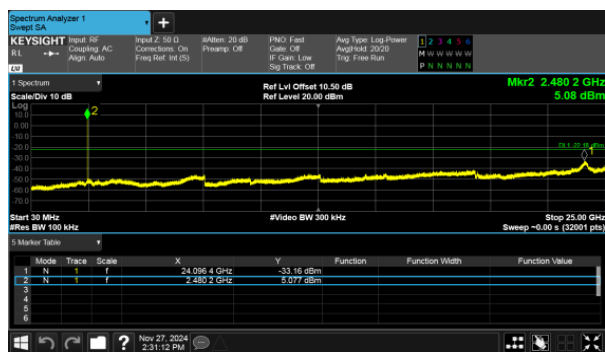 Spectrum Analyzer 1
Swept SA
+
KEYSIGHT Input: RF Input Z: 50 Ω #Atten: 20 dB PNO: Fast Avg Type: Log-Power 1 2 3 4 5 6
RL Coupling: AC Corrections: On Preamp: Off Gate: Off Avg|Hold: 20/20 M W W W W W
Align: Auto Freq Ref: Int (S) IF Gain: Low Trig: Free Run
Sig Track: Off P N N N N N
1 Spectrum Ref Lvl Offset 10.50 dB Mkr2 2.480 2 GHz
Scale/Div 10 dB Ref Level 20.00 dBm 5.08 dBm
Log
10.0
0.00
-10.0
-20.0
-30.0
-40.0
-50.0
-60.0
-70.0
2
1
Start 30 MHz #Video BW 300 kHz Stop 25.00 GHz
#Res BW 100 kHz Sweep ~0.00 s (32001 pts)
5 Marker Table
Mode Trace Scale X Y Function Function Width Function Value
1 N 1 f 24.096 4 GHz -33.16 dBm
2 N 1 f 2.480 2 GHz 5.077 dBm
3
4
5
6
? Nov 27, 2024
2:31:12 PM